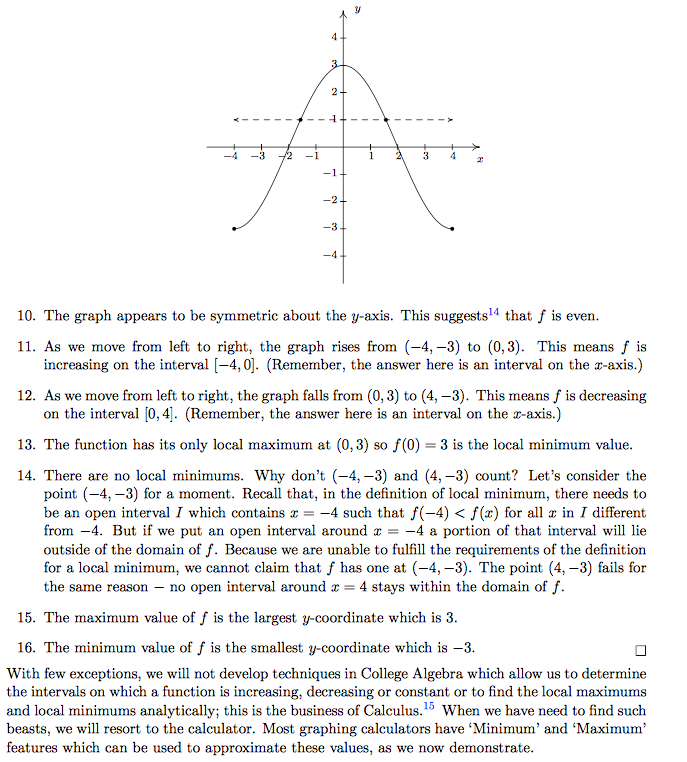 y
4
3
2
1
−4 −3 −2 −1 1 2 3 4 x
−1
−2
−3
−4
10. The graph appears to be symmetric about the y-axis. This suggests14 that f is even.
11. As we move from left to right, the graph rises from (−4, −3) to (0, 3). This means f is
increasing on the interval [−4, 0]. (Remember, the answer here is an interval on the x-axis.)
12. As we move from left to right, the graph falls from (0, 3) to (4, −3). This means f is decreasing
on the interval [0, 4]. (Remember, the answer here is an interval on the x-axis.)
13. The function has its only local maximum at (0, 3) so f(0) = 3 is the local minimum value.
14. There are no local minimums. Why don't (−4, −3) and (4, −3) count? Let's consider the
point (−4, −3) for a moment. Recall that, in the definition of local minimum, there needs to
be an open interval I which contains x = −4 such that f(−4) < f(x) for all x in I different
from −4. But if we put an open interval around x = −4 a portion of that interval will lie
outside of the domain of f. Because we are unable to fulfill the requirements of the definition
for a local minimum, we cannot claim that f has one at (−4, −3). The point (4, −3) fails for
the same reason − no open interval around x = 4 stays within the domain of f.
15. The maximum value of f is the largest y-coordinate which is 3.
16. The minimum value of f is the smallest y-coordinate which is −3.
With few exceptions, we will not develop techniques in College Algebra which allow us to determine
the intervals on which a function is increasing, decreasing or constant or to find the local maximums
and local minimums analytically; this is the business of Calculus.15 When we have need to find such
beasts, we will resort to the calculator. Most graphing calculators have 'Minimum' and 'Maximum'
features which can be used to approximate these values, as we now demonstrate.